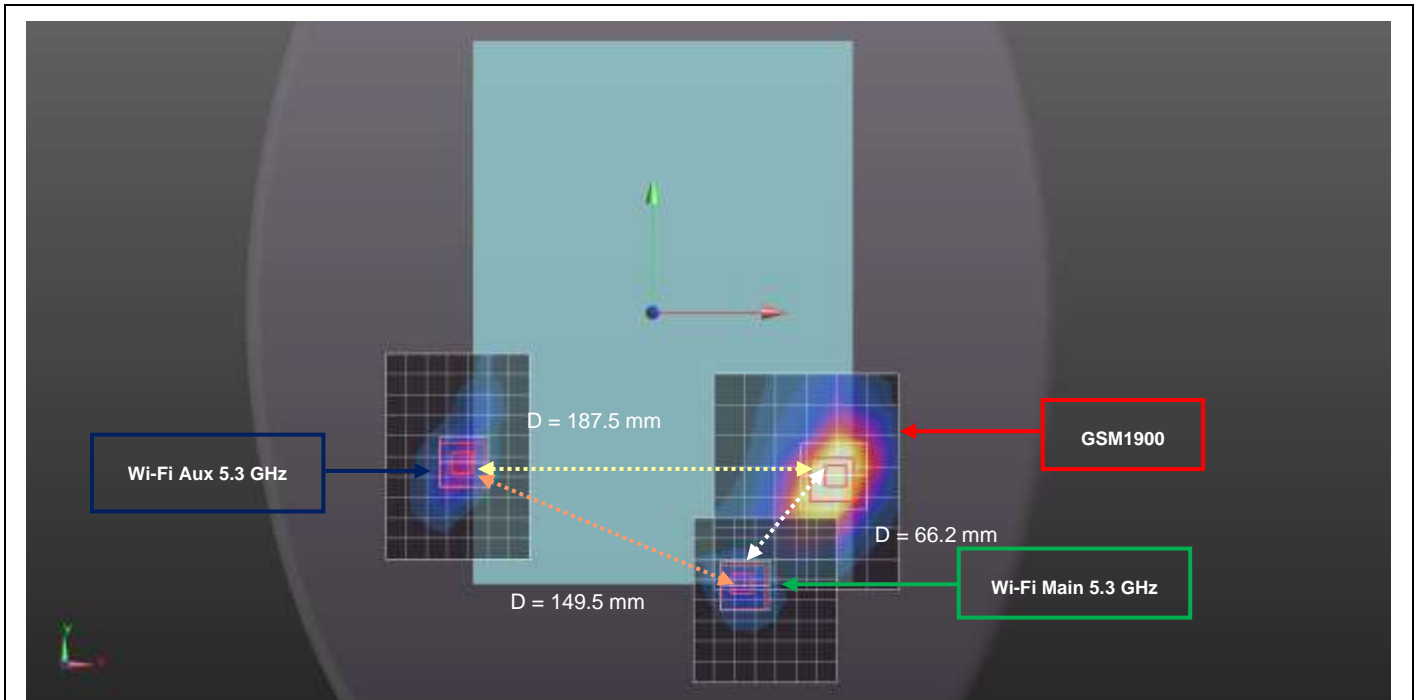 D = 187.5 mm
GSM1900
Wi-Fi Aux 5.3 GHz
D = 66.2 mm
Wi-Fi Main 5.3 GHz
D = 149.5 mm
Y